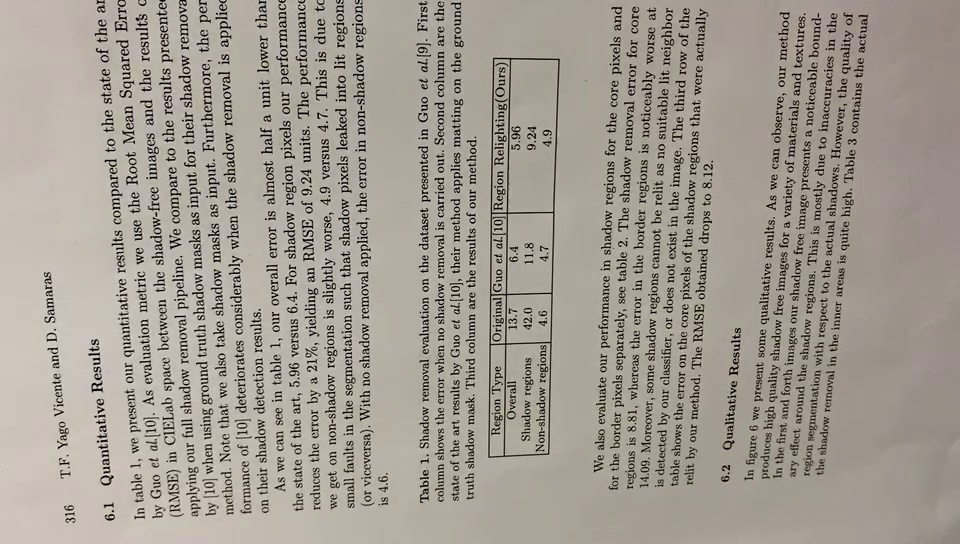 316 T.F. Yago Vicente and D. Samaras
6.1 Quantitative Results
In table 1, we present our quantitative results compared to the state of the
by Guo et al.[10]. As evaluation metric we use the Root Mean Squared
(RMSE) in CIELab space between the shadow-free images and the results
applying our full shadow removal pipeline. We compare to the results presented
by [10] when using ground truth shadow masks as input for their shadow
method. Note that we also take shadow masks as input. Furthermore, the
formance of [10] deteriorates considerably when the shadow removal is applied
on their shadow detection results.
As we can see in table 1, our overall error is almost half a unit lower than
the state of the art, 5.96 versus 6.4. For shadow region pixels our performance
reduces the error by a 21%, yielding an RMSE of 9.24 units. The performance
we get on non-shadow regions is slightly worse, 4.9 versus 4.7. This is due to
small faults in the segmentation such that shadow pixels leaked into lit regions
(or viceversa). With no shadow removal applied, the error in non-shadow regions
is 4.6.
Table 1. Shadow removal evaluation on the dataset presented in Guo et al.[9]. First
column shows the error when no shadow removal is carried out. Second column are the
state of the art results by Guo et al.[10], their method applies matting on the ground
truth shadow mask. Third column are the results of our method.
Region Type Original Guo et al. [10] Region Relighting(Ours)
Overall 13.7 6.4 5.96
Shadow regions 42.0 11.8 9.24
Non-shadow regions 4.6 4.7 4.9
We also evaluate our performance in shadow regions for the core pixels and
for the border pixels separately, see table 2. The shadow removal error for core
regions is 8.81, whereas the error in the border regions is noticeably worse at
14.09. Moreover, some shadow regions cannot be relit as no suitable lit neighbor
is detected by our classifier, or does not exist in the image. The third row of the
table shows the error on the core pixels of the shadow regions that were actually
relit by our method. The RMSE obtained drops to 8.12.
6.2 Qualitative Results
In figure 6 we present some qualitative results. As we can observe, our method
produces high quality shadow free images for a variety of materials and textures.
In the first and forth images our shadow free image presents a noticeable bound-
ary effect around the shadow regions. This is mostly due to inaccuracies in the
region segmentation with respect to the actual shadows. However, the quality of
the shadow removal in the inner areas is quite high. Table 3 contains the actual